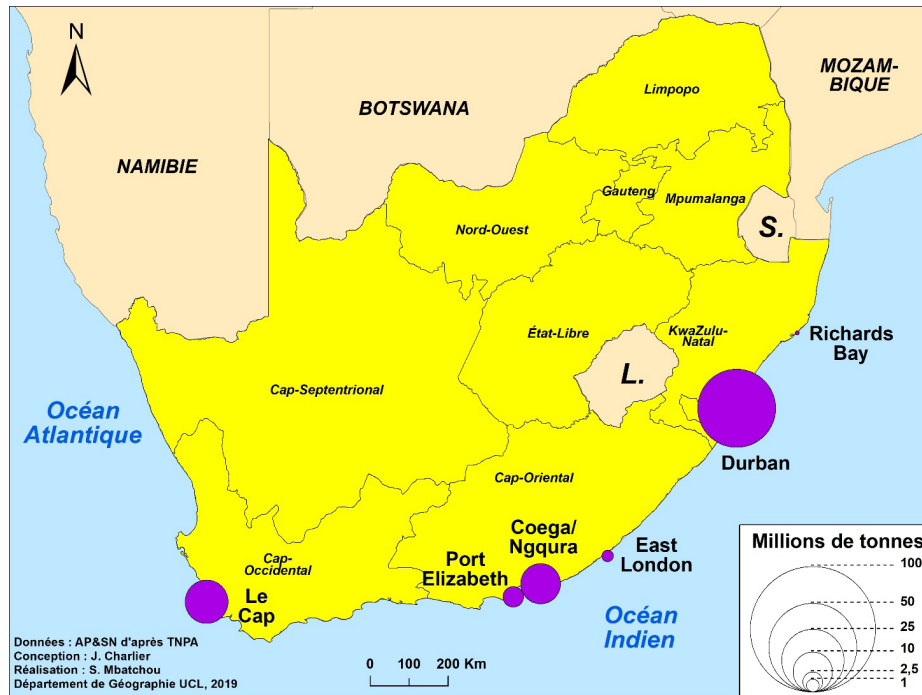 N
NAMIBIE
BOTSWANA
MOZAM-
BIQUE
Limpopo
Gauteng
Mpumalanga
Nord-Ouest
S.
État-Libre
KwaZulu-
Natal
Richards
Bay
L.
Cap-Septentrional
Océan
Atlantique
Durban
Cap-Oriental
Coega/
Ngqura
Port
Elizabeth
East
London
Cap-
Occidental
Le
Cap
Océan
Indien
Millions de tonnes
100
50
25
10
2,5
1
Données : AP&SN d'après TNPA
Conception : J. Charlier
Réalisation : S. Mbatchou
Département de Géographie UCL, 2019
0 100 200 Km